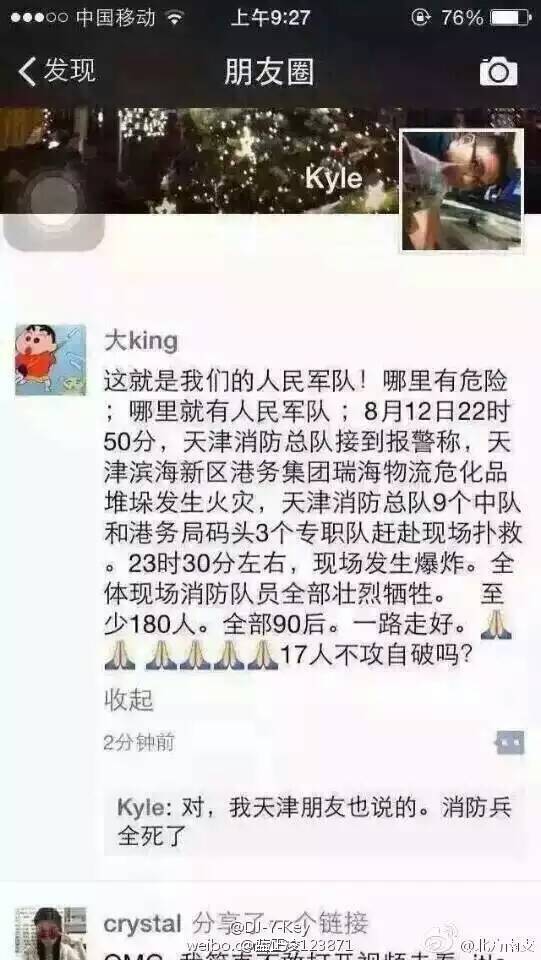 中国移动 上午9:27 76%
发现 朋友圈
Kyle
大king
这就是我们的人民军队！哪里有危险
；哪里就有人民军队；8月12日22时
50分，天津消防总队接到报警称，天
津滨海新区港务集团瑞海物流危化品
堆垛发生火灾，天津消防总队9个中队
和港务局码头3个专职队赶赴现场扑救
。23时30分左右，现场发生爆炸。全
体现场消防队员全部壮烈牺牲。 至
少180人。全部90后。一路走好。🙏
🙏 🙏🙏🙏🙏17人不攻自破吗？
收起
2分钟前
Kyle: 对，我天津朋友也说的。消防兵
全死了
crystal 分享了一个链接
@DJ-Y-Key